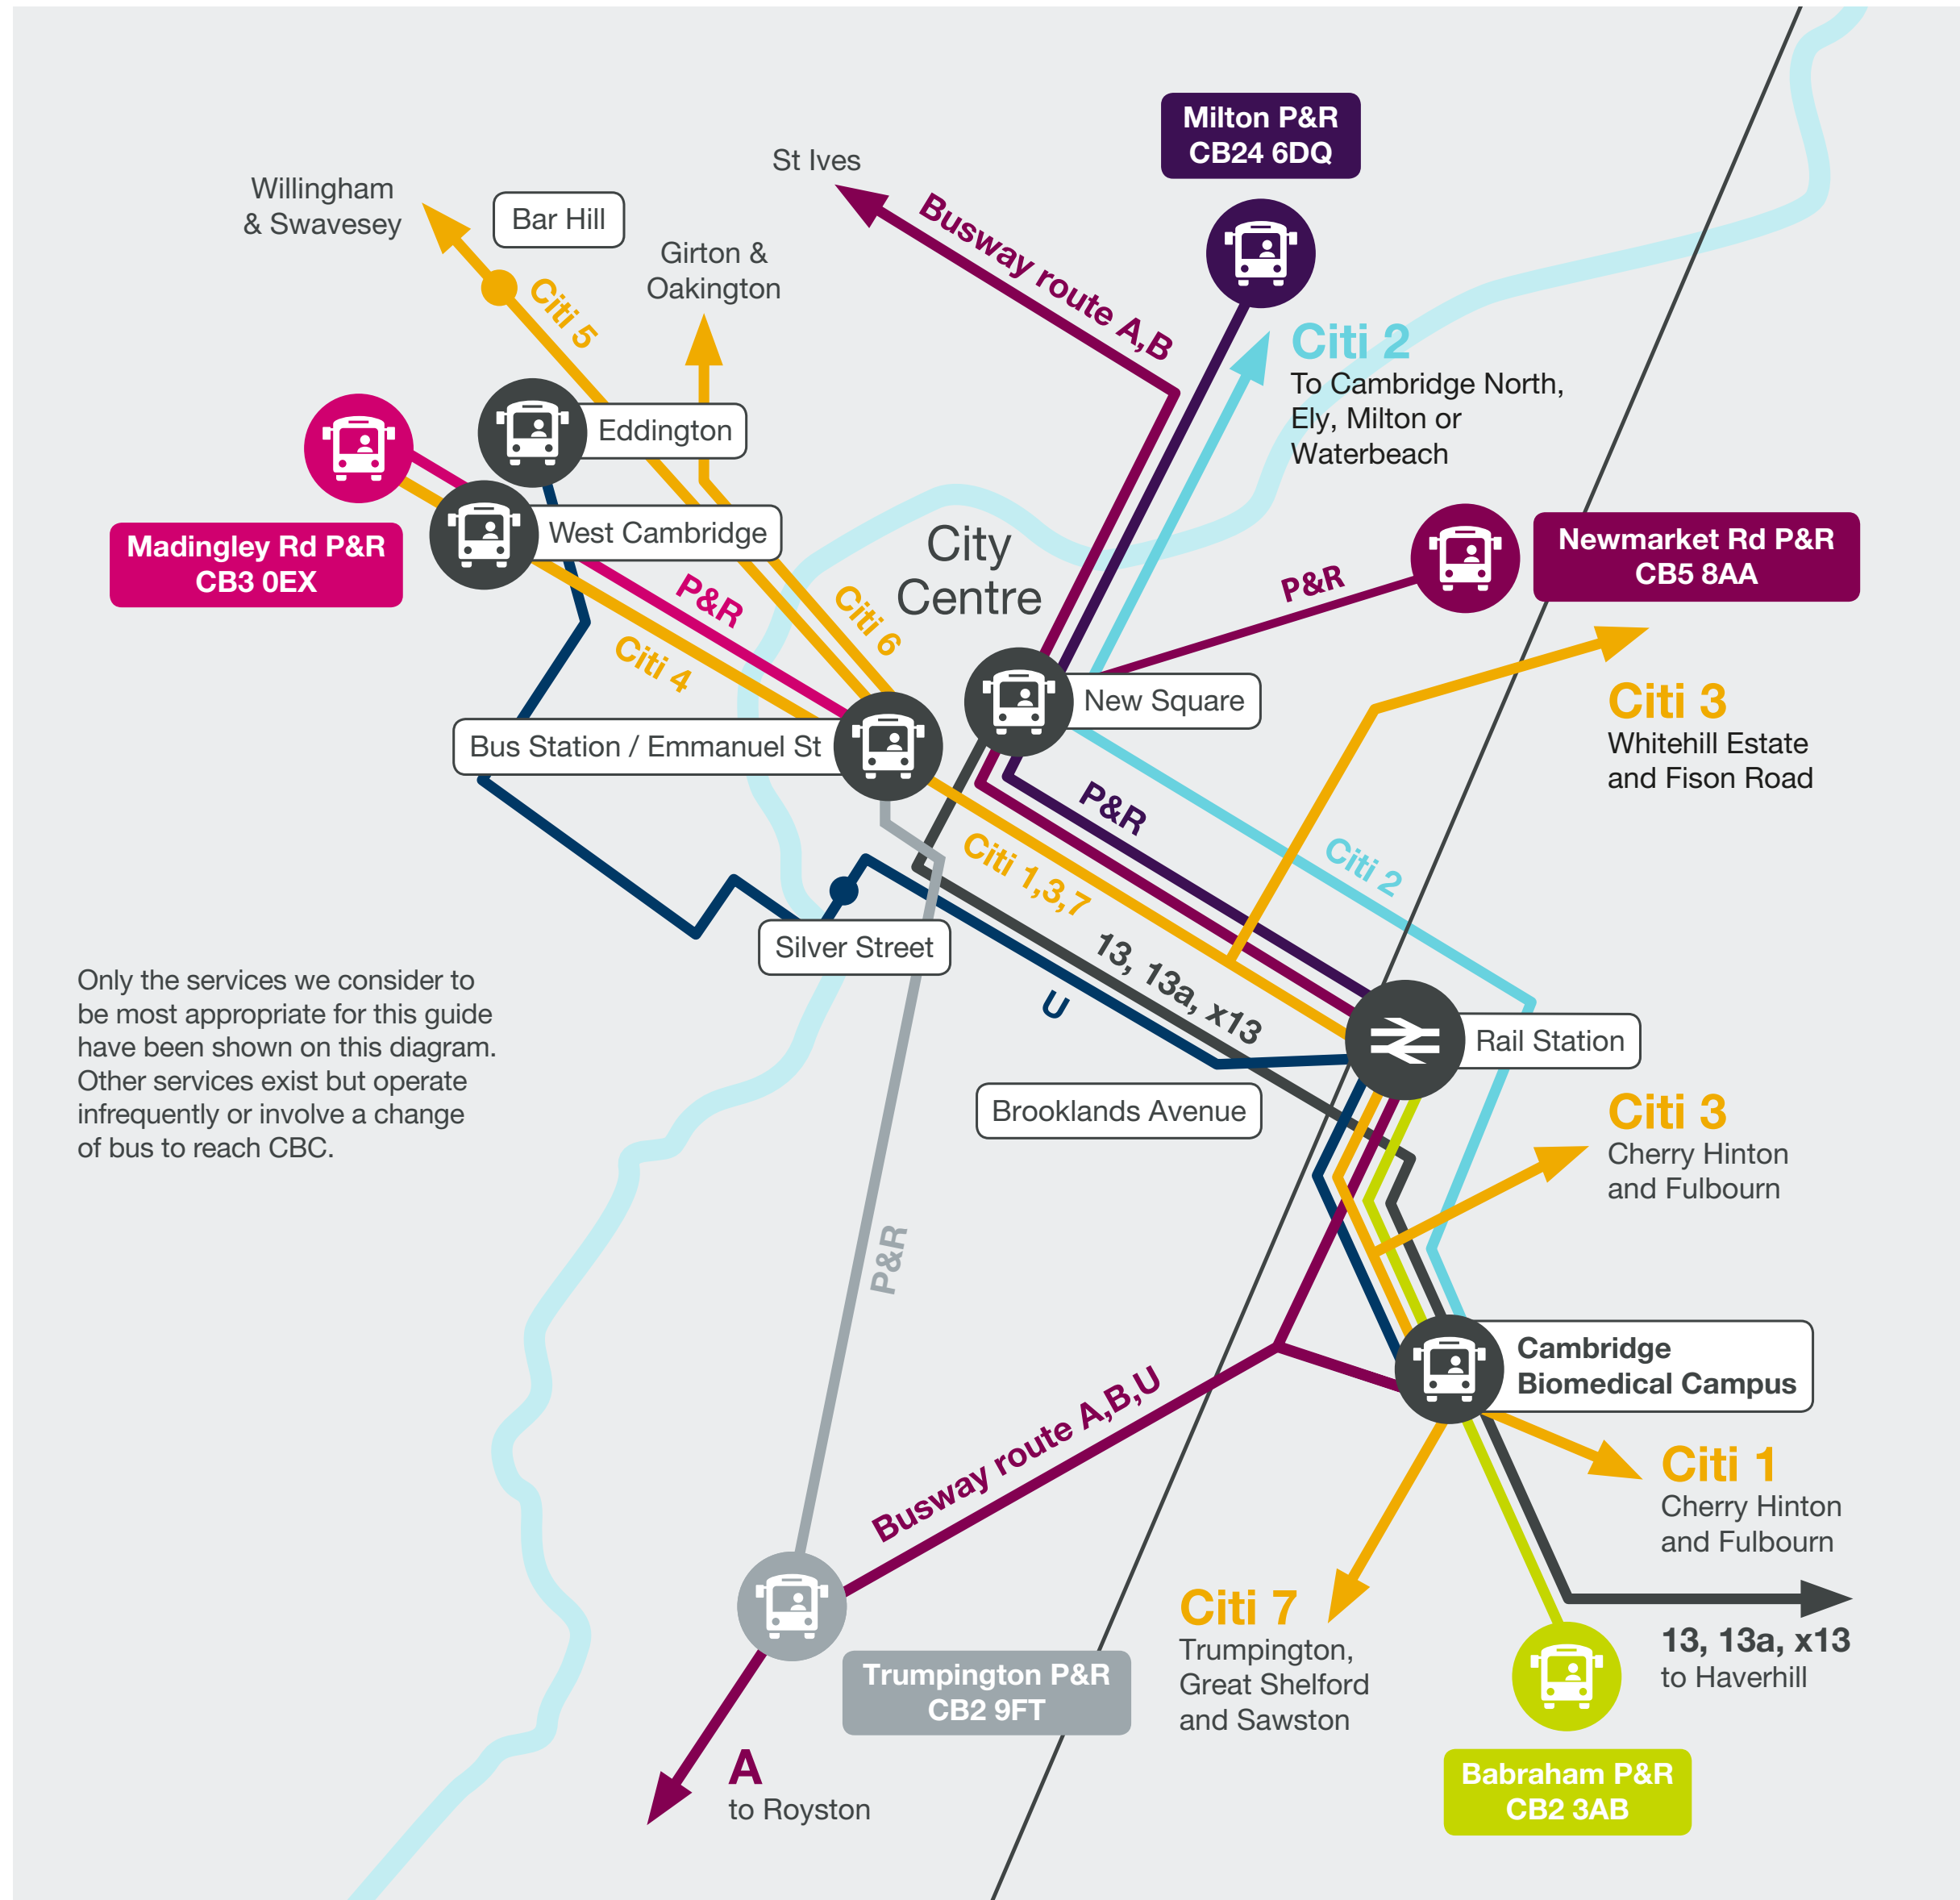 Milton P&R
CB24 6DQ
St Ives
Willingham
& Swavesey
Bar Hill
Girton &
Oakington
Busway route A,B
Citi 5
Citi 2
To Cambridge North,
Ely, Milton or
Waterbeach
Eddington
West Cambridge
Madingley Rd P&R
CB3 0EX
City
Centre
Newmarket Rd P&R
CB5 8AA
P&R
P&R
Citi 6
Citi 4
New Square
Citi 3
Whitehill Estate
and Fison Road
Bus Station / Emmanuel St
P&R
Citi 2
Citi 1,3,7
13, 13a, x13
Silver Street
U
Only the services we consider to
be most appropriate for this guide
have been shown on this diagram.
Other services exist but operate
infrequently or involve a change
of bus to reach CBC.
Rail Station
Brooklands Avenue
Citi 3
Cherry Hinton
and Fulbourn
P&R
Cambridge
Biomedical Campus
Busway route A,B,U
Citi 1
Cherry Hinton
and Fulbourn
Citi 7
Trumpington,
Great Shelford
and Sawston
13, 13a, x13
to Haverhill
Trumpington P&R
CB2 9FT
A
to Royston
Babraham P&R
CB2 3AB